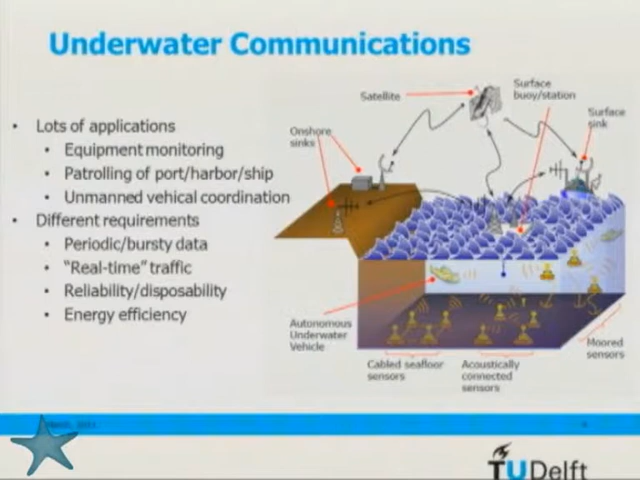 Underwater Communications
• Lots of applications
• Equipment monitoring
• Patrolling of port/harbor/ship
• Unmanned vehical coordination
• Different requirements
• Periodic/bursty data
• "Real-time" traffic
• Reliability/disposability
• Energy efficiency
Satellite
Surface
buoy/station
Surface
sink
Onshore
sinks
Autonomous
Underwater
Vehicle
Cabled seafloor
sensors
Acoustically
connected
sensors
Moored
sensors
TUDelft